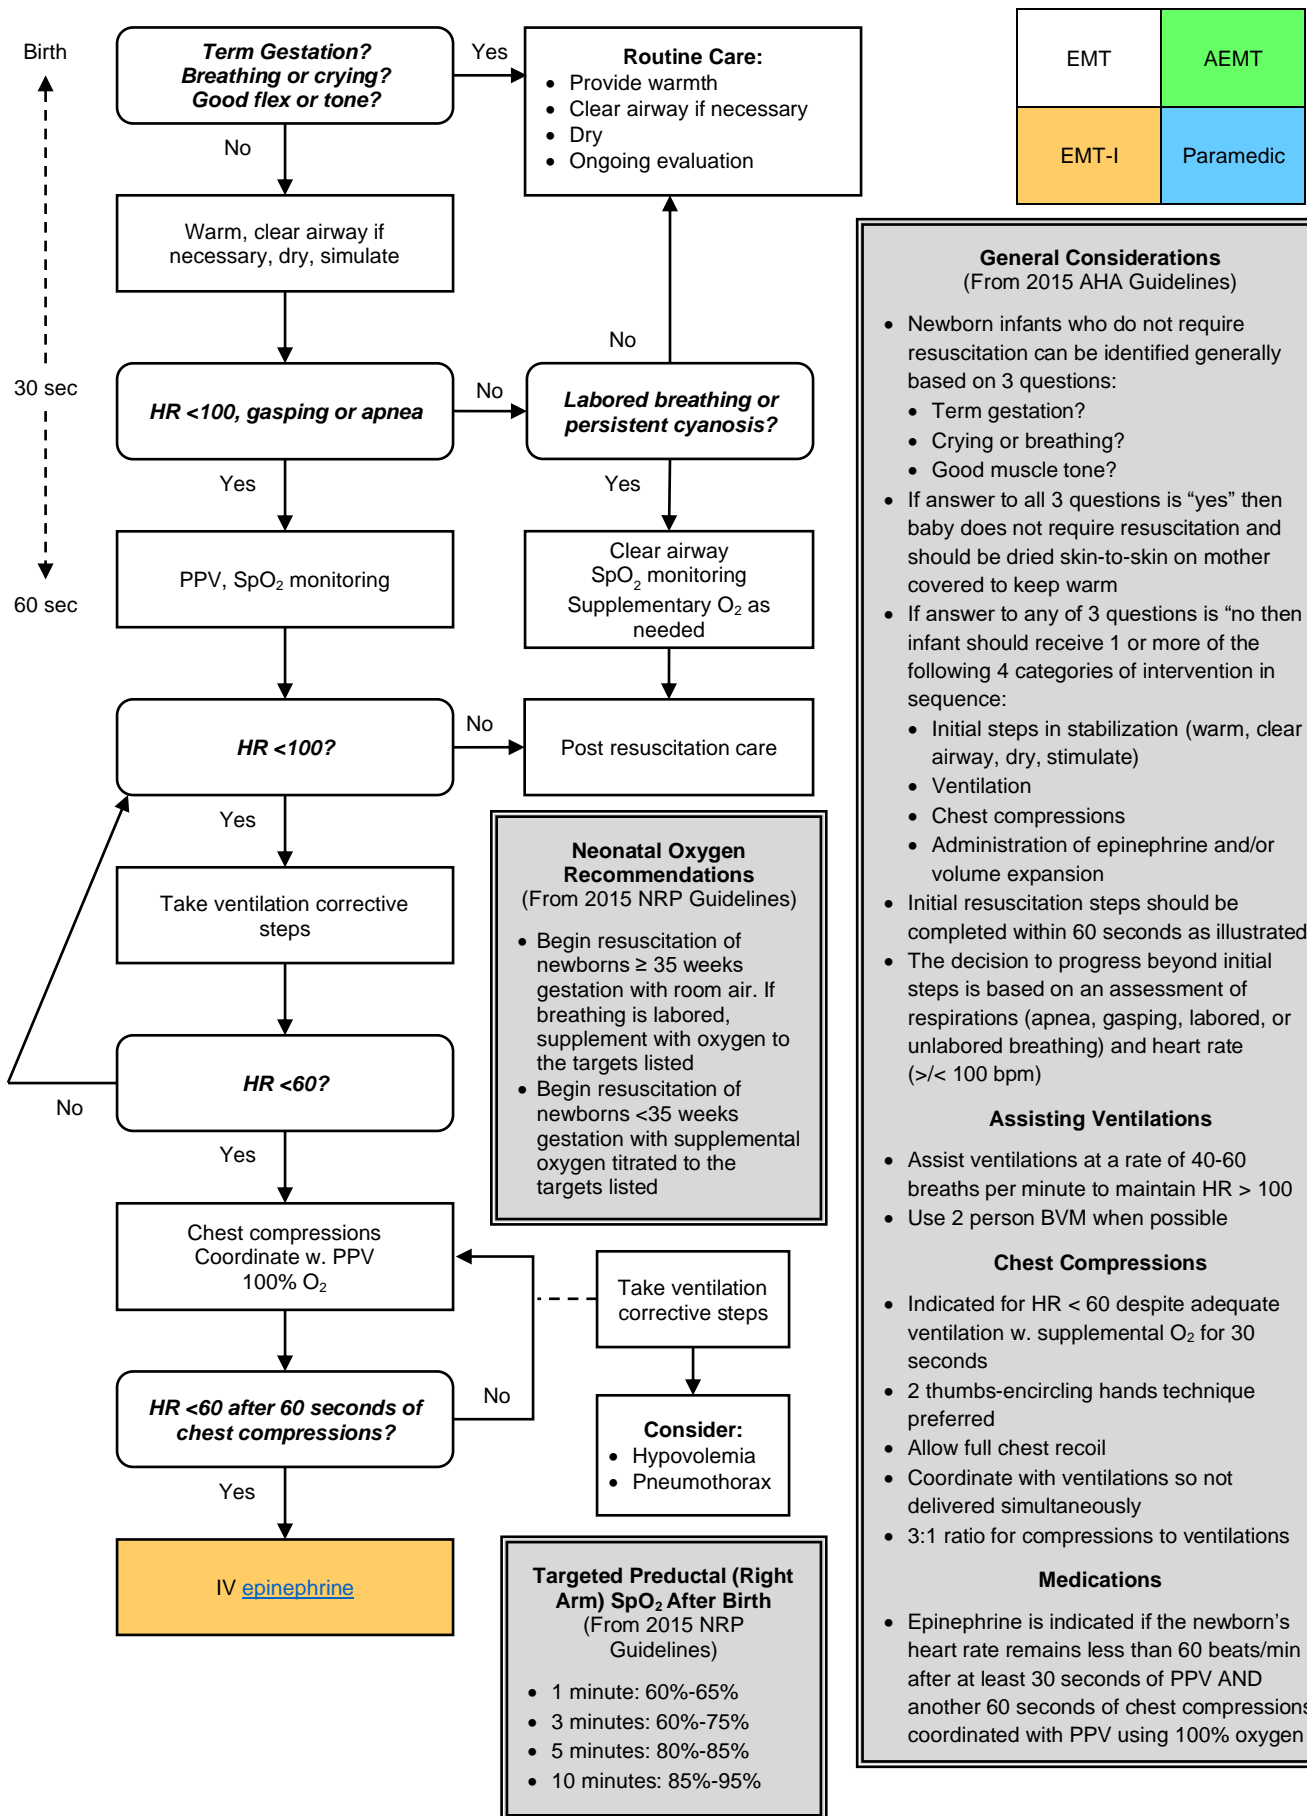 Birth
Term Gestation?
Breathing or crying?
Good flex or tone?
Yes
Routine Care:
• Provide warmth
• Clear airway if necessary
• Dry
• Ongoing evaluation
EMT
AEMT
EMT-I
Paramedic
No
Warm, clear airway if
necessary, dry, simulate
30 sec
HR <100, gasping or apnea
No
Labored breathing or
persistent cyanosis?
No
Yes
Yes
PPV, SpO₂ monitoring
60 sec
Clear airway
SpO₂ monitoring
Supplementary O₂ as
needed
HR <100?
No
Post resuscitation care
Yes
Take ventilation corrective
steps
HR <60?
No
Yes
Chest compressions
Coordinate w. PPV
100% O₂
Take ventilation
corrective steps
HR <60 after 60 seconds of
chest compressions?
No
Consider:
• Hypovolemia
• Pneumothorax
Yes
IV epinephrine
Neonatal Oxygen
Recommendations
(From 2015 NRP Guidelines)
• Begin resuscitation of
newborns ≥ 35 weeks
gestation with room air. If
breathing is labored,
supplement with oxygen to
the targets listed
• Begin resuscitation of
newborns <35 weeks
gestation with supplemental
oxygen titrated to the
targets listed
Targeted Preductal (Right
Arm) SpO₂ After Birth
(From 2015 NRP
Guidelines)
• 1 minute: 60%-65%
• 3 minutes: 60%-75%
• 5 minutes: 80%-85%
• 10 minutes: 85%-95%
General Considerations
(From 2015 AHA Guidelines)
• Newborn infants who do not require
resuscitation can be identified generally
based on 3 questions:
• Term gestation?
• Crying or breathing?
• Good muscle tone?
• If answer to all 3 questions is “yes” then
baby does not require resuscitation and
should be dried skin-to-skin on mother
covered to keep warm
• If answer to any of 3 questions is “no then
infant should receive 1 or more of the
following 4 categories of intervention in
sequence:
• Initial steps in stabilization (warm, clear
airway, dry, stimulate)
• Ventilation
• Chest compressions
• Administration of epinephrine and/or
volume expansion
• Initial resuscitation steps should be
completed within 60 seconds as illustrated
• The decision to progress beyond initial
steps is based on an assessment of
respirations (apnea, gasping, labored, or
unlabored breathing) and heart rate
(>/< 100 bpm)
Assisting Ventilations
• Assist ventilations at a rate of 40-60
breaths per minute to maintain HR > 100
• Use 2 person BVM when possible
Chest Compressions
• Indicated for HR < 60 despite adequate
ventilation w. supplemental O₂ for 30
seconds
• 2 thumbs-encircling hands technique
preferred
• Allow full chest recoil
• Coordinate with ventilations so not
delivered simultaneously
• 3:1 ratio for compressions to ventilations
Medications
• Epinephrine is indicated if the newborn’s
heart rate remains less than 60 beats/min
after at least 30 seconds of PPV AND
another 60 seconds of chest compressions
coordinated with PPV using 100% oxygen